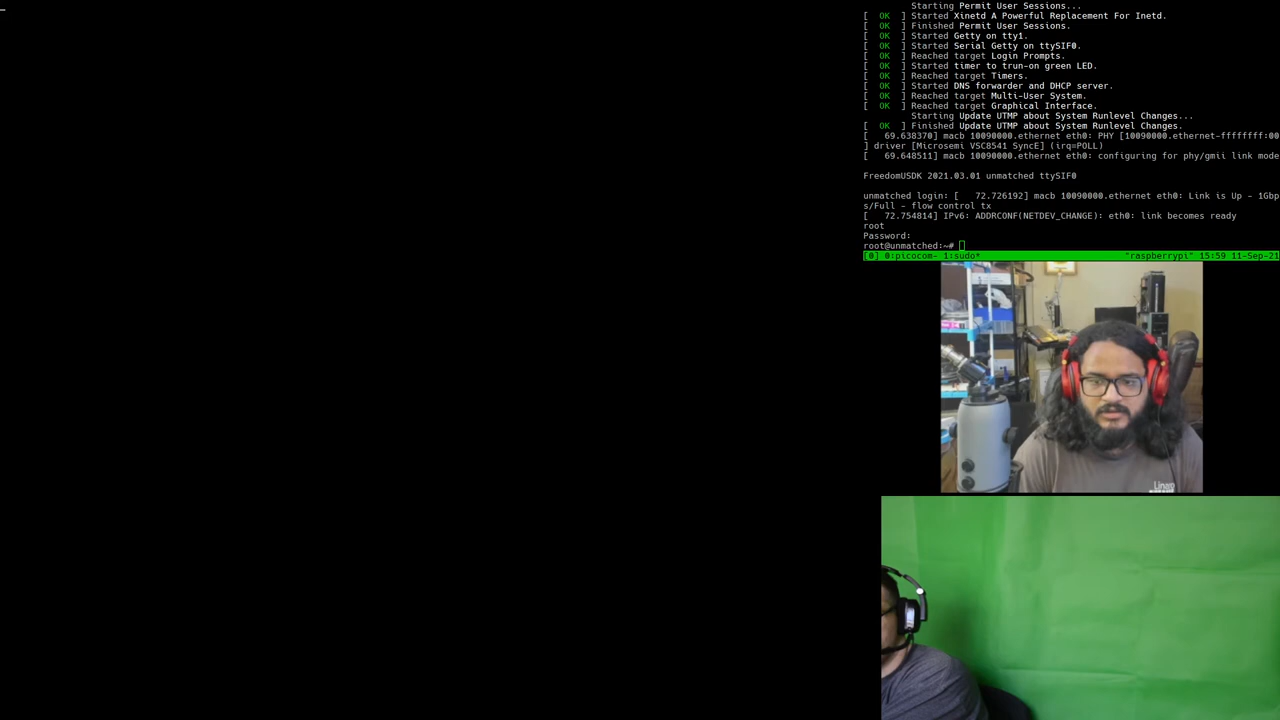 Starting Permit User Sessions...
[  OK  ] Started Xinetd A Powerful Replacement For Inetd.
[  OK  ] Finished Permit User Sessions.
[  OK  ] Started Getty on tty1.
[  OK  ] Started Serial Getty on ttySIF0.
[  OK  ] Reached target Login Prompts.
[  OK  ] Started timer to trun-on green LED.
[  OK  ] Reached target Timers.
[  OK  ] Started DNS forwarder and DHCP server.
[  OK  ] Reached target Multi-User System.
[  OK  ] Reached target Graphical Interface.
Starting Update UTMP about System Runlevel Changes...
[  OK  ] Finished Update UTMP about System Runlevel Changes.
[   69.638370] macb 10090000.ethernet eth0: PHY [10090000.ethernet-ffffffff:00
] driver [Microsemi VSC8541 SyncE] (irq=POLL)
[   69.648511] macb 10090000.ethernet eth0: configuring for phy/gmii link mode
FreedomUSDK 2021.03.01 unmatched ttySIF0
unmatched login: [   72.726192] macb 10090000.ethernet eth0: Link is Up - 1Gbp
s/Full - flow control tx
[   72.754814] IPv6: ADDRCONF(NETDEV_CHANGE): eth0: link becomes ready
root
Password:
root@unmatched:~#
[0] 0:picocom- 1:sudo* "raspberrypi" 15:59 11-Sep-21
Linaro